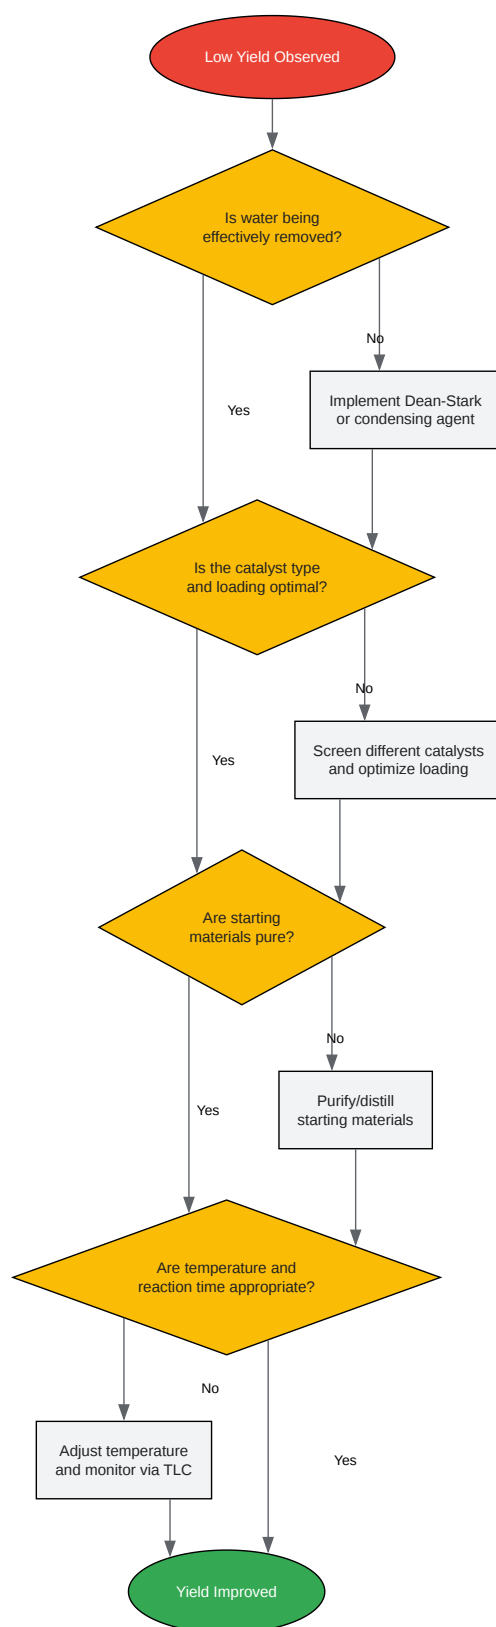 Low Yield Observed
Is water being
effectively removed?
No
Implement Dean-Stark
or condensing agent
Yes
Is the catalyst type
and loading optimal?
No
Screen different catalysts
and optimize loading
Yes
Are starting
materials pure?
No
Purify/distill
starting materials
Yes
Are temperature and
reaction time appropriate?
No
Adjust temperature
and monitor via TLC
Yes
Yield Improved